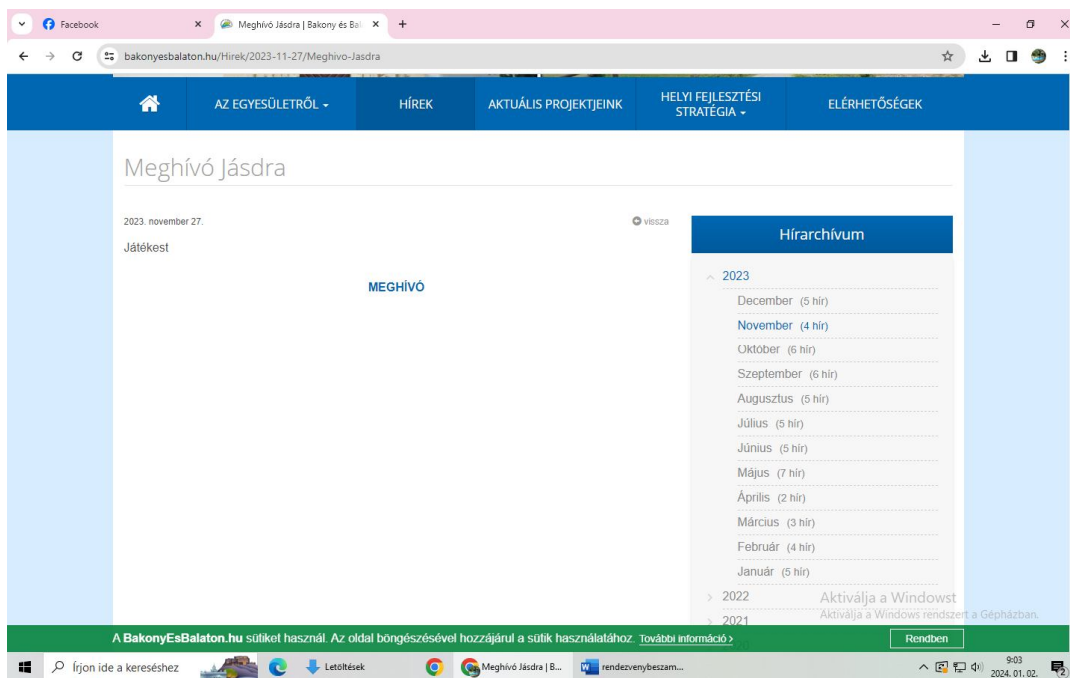 Facebook
Meghívó Jásdra | Bakony és Bal
bakonyesbalaton.hu/Hirek/2023-11-27/Meghivo-Jasdra
AZ EGYESÜLETRŐL
HÍREK
AKTUÁLIS PROJEKTJEINK
HELYI FEJLESZTÉSI
STRATÉGIA
ELÉRHETŐSÉGEK
Meghívó Jásdra
2023. november 27.
vissza
Játékest
MEGHÍVÓ
Hírarchívum
2023
December (5 hír)
November (4 hír)
Október (6 hír)
Szeptember (6 hír)
Augusztus (5 hír)
Július (5 hír)
Június (5 hír)
Május (7 hír)
Április (2 hír)
Március (3 hír)
Február (4 hír)
Január (5 hír)
2022
2021
Aktiválja a Windowst
Aktiválja a Windows rendszert a Gépházban.
A BakonyEsBalaton.hu sütiket használ. Az oldal böngészésével hozzájárul a sütik használatához. További információ >
Rendben
Írjon ide a kereséshez
Letöltések
Meghívó Jásdra | B...
rendezvenybeszam...
9:03
2024. 01. 02.
2